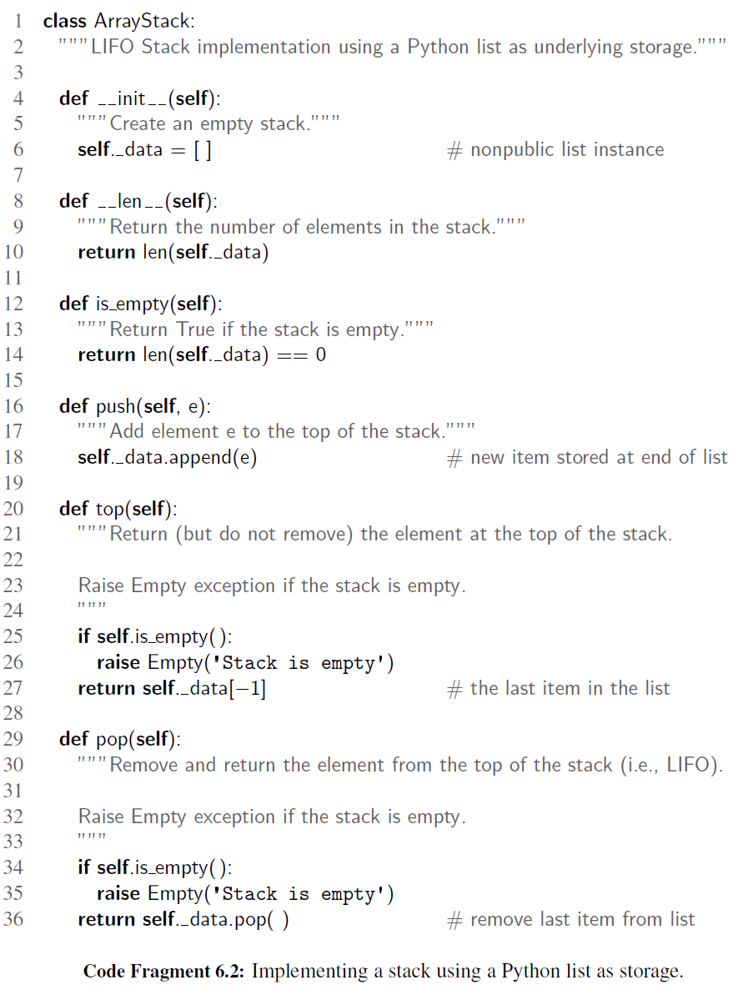 1 class ArrayStack:
2 """LIFO Stack implementation using a Python list as underlying storage."""
3
4 def __init__(self):
5 """Create an empty stack."""
6 self._data = [ ] # nonpublic list instance
7
8 def __len__(self):
9 """Return the number of elements in the stack."""
10 return len(self._data)
11
12 def is_empty(self):
13 """Return True if the stack is empty."""
14 return len(self._data) == 0
15
16 def push(self, e):
17 """Add element e to the top of the stack."""
18 self._data.append(e) # new item stored at end of list
19
20 def top(self):
21 """Return (but do not remove) the element at the top of the stack.
22
23 Raise Empty exception if the stack is empty.
24 """
25 if self.is_empty( ):
26 raise Empty('Stack is empty')
27 return self._data[−1] # the last item in the list
28
29 def pop(self):
30 """Remove and return the element from the top of the stack (i.e., LIFO).
31
32 Raise Empty exception if the stack is empty.
33 """
34 if self.is_empty( ):
35 raise Empty('Stack is empty')
36 return self._data.pop( ) # remove last item from list
Code Fragment 6.2: Implementing a stack using a Python list as storage.